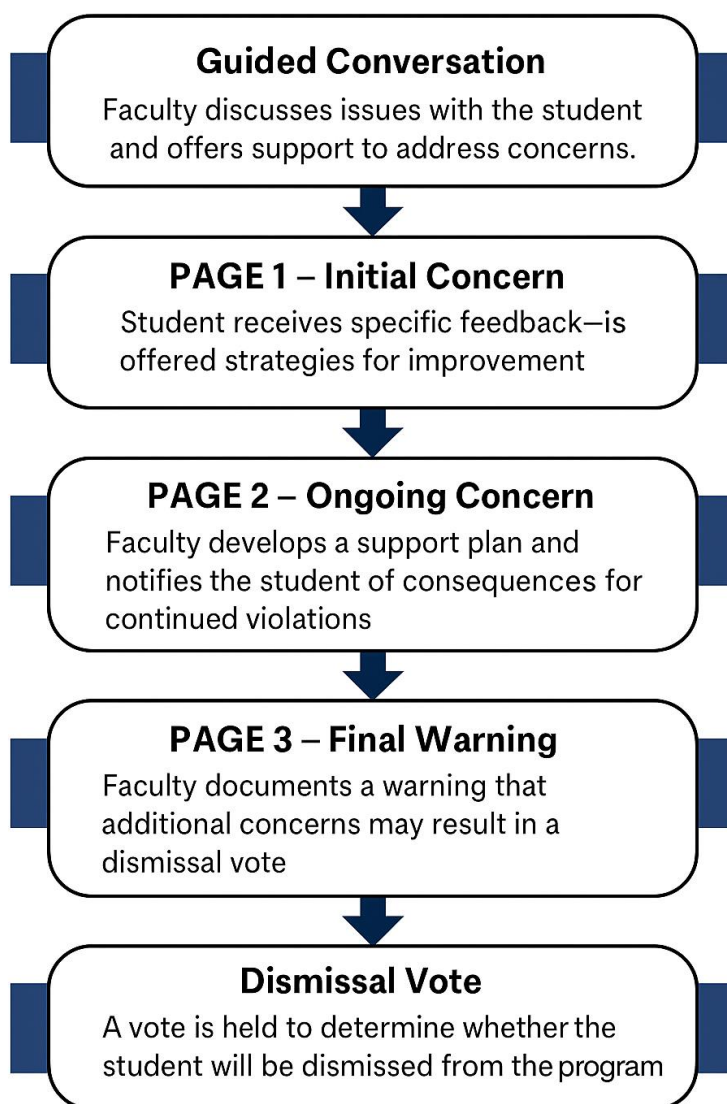 Guided Conversation
Faculty discusses issues with the student
and offers support to address concerns.
PAGE 1 – Initial Concern
Student receives specific feedback—is
offered strategies for improvement
PAGE 2 – Ongoing Concern
Faculty develops a support plan and
notifies the student of consequences for
continued violations
PAGE 3 – Final Warning
Faculty documents a warning that
additional concerns may result in a
dismissal vote
Dismissal Vote
A vote is held to determine whether the
student will be dismissed from the program